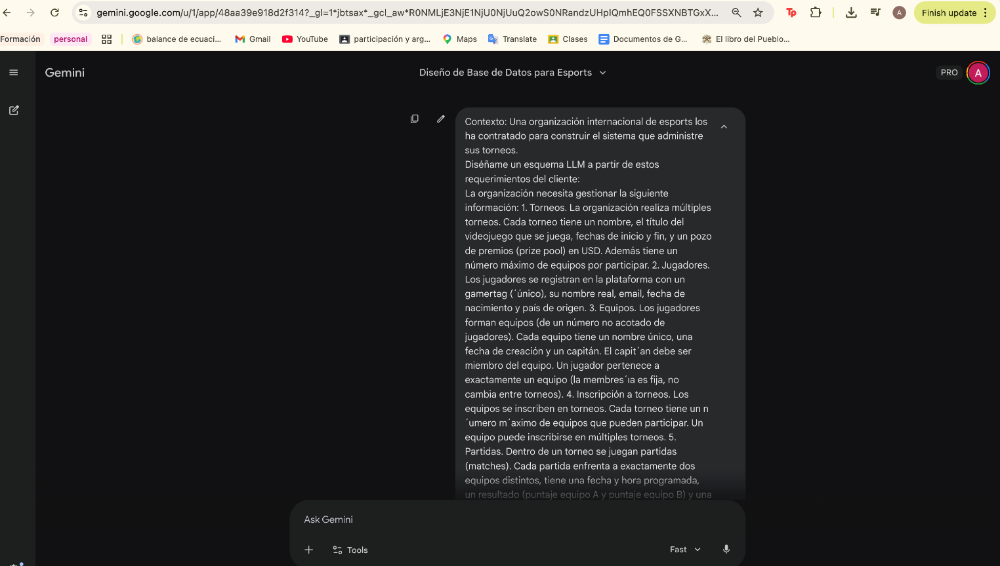 gemini.google.com/u/1/app/48aa39e918d2f314?_gl=1*jbtsax*_gcl_aw*R0NMLjE3NjE1NjU0NjUuQ2owS0NRandzUHpIQmhEQ0FSSXNBTGxX...
Finish update
Formación
personal
balance de ecuaci...
Gmail
YouTube
participación y arg...
Maps
Translate
Clases
Documentos de G...
El libro del Pueblo...
Gemini
Diseño de Base de Datos para Esports
PRO
A
Contexto: Una organización internacional de esports los
ha contratado para construir el sistema que administre
sus torneos.
Diséñame un esquema LLM a partir de estos
requerimientos del cliente:
La organización necesita gestionar la siguiente
información: 1. Torneos. La organización realiza múltiples
torneos. Cada torneo tiene un nombre, el título del
videojuego que se juega, fechas de inicio y fin, y un pozo
de premios (prize pool) en USD. Además tiene un
número máximo de equipos por participar. 2. Jugadores.
Los jugadores se registran en la plataforma con un
gamertag (´único), su nombre real, email, fecha de
nacimiento y país de origen. 3. Equipos. Los jugadores
forman equipos (de un número no acotado de
jugadores). Cada equipo tiene un nombre único, una
fecha de creación y un capitán. El capit´an debe ser
miembro del equipo. Un jugador pertenece a
exactamente un equipo (la membres´ıa es fija, no
cambia entre torneos). 4. Inscripción a torneos. Los
equipos se inscriben en torneos. Cada torneo tiene un n
´umero m´aximo de equipos que pueden participar. Un
equipo puede inscribirse en múltiples torneos. 5.
Partidas. Dentro de un torneo se juegan partidas
(matches). Cada partida enfrenta a exactamente dos
equipos distintos, tiene una fecha y hora programada,
un resultado (puntaje equipo A y puntaje equipo B) y una
Ask Gemini
Tools
Fast